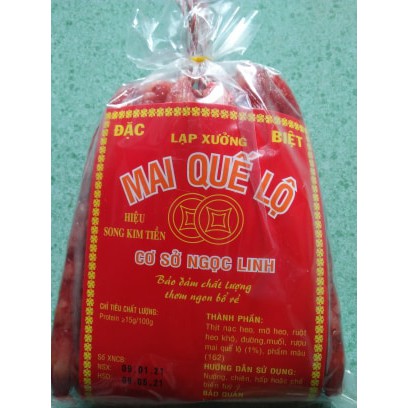 ĐẶC
LẠP XƯỞNG
BIỆT
MAI QUẾ LỘ
HIỆU
SONG KIM TIỀN
CƠ SỞ NGỌC LINH
Bảo đảm chất lượng
thơm ngon bổ rẻ
CHỈ TIÊU CHẤT LƯỢNG:
Protein ≥15g/100g
THÀNH PHẦN:
Thịt nạc heo, mỡ heo, ruột
heo khô, đường, muối, rượu
mai quế lộ (1%), phẩm màu
(162)
HƯỚNG DẪN SỬ DỤNG:
Nướng, chiên, hấp hoặc chế
biến
BẢO QUẢN
Số XNCB:
NSX:
HSD: